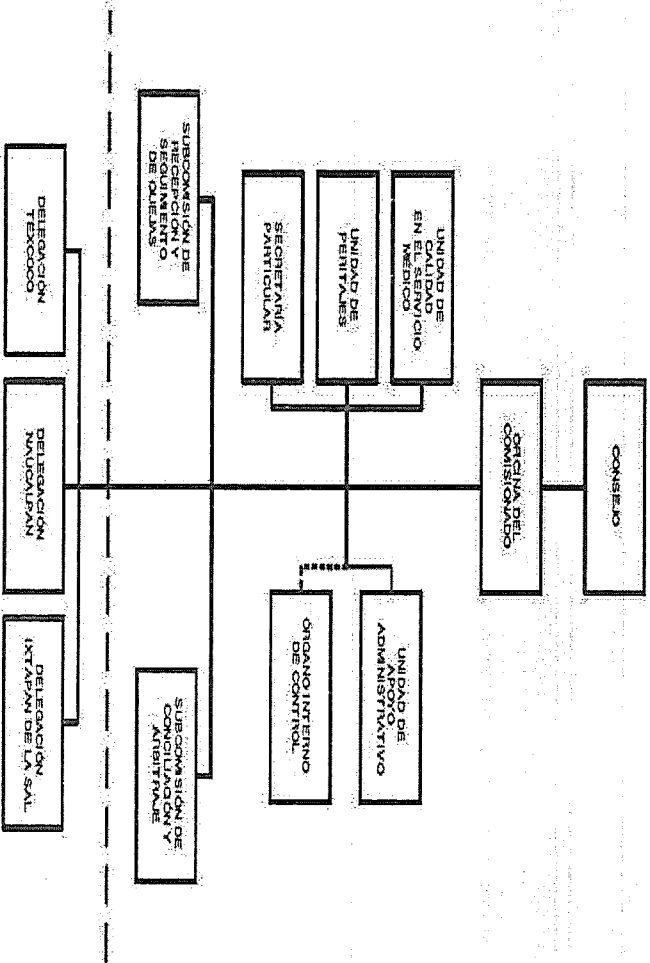 CONSEJO
OFICINA DEL
COMISIONADO
UNIDAD DE
CALIDAD
EN EL SERVICIO
MÉDICO
UNIDAD DE
PERITAJES
SECRETARÍA
PARTICULAR
UNIDAD DE
APOYO
ADMINISTRATIVO
ÓRGANO INTERNO
DE CONTROL
SUBCOMISIÓN DE
RECEPCIÓN Y
SEGUIMIENTO
DE QUEJAS
SUBCOMISIÓN DE
CONCILIACIÓN Y
ARBITRAJE
DELEGACIÓN
TEXCOCO
DELEGACIÓN
NAUCALPAN
DELEGACIÓN
IXTAPAN DE LA SAL